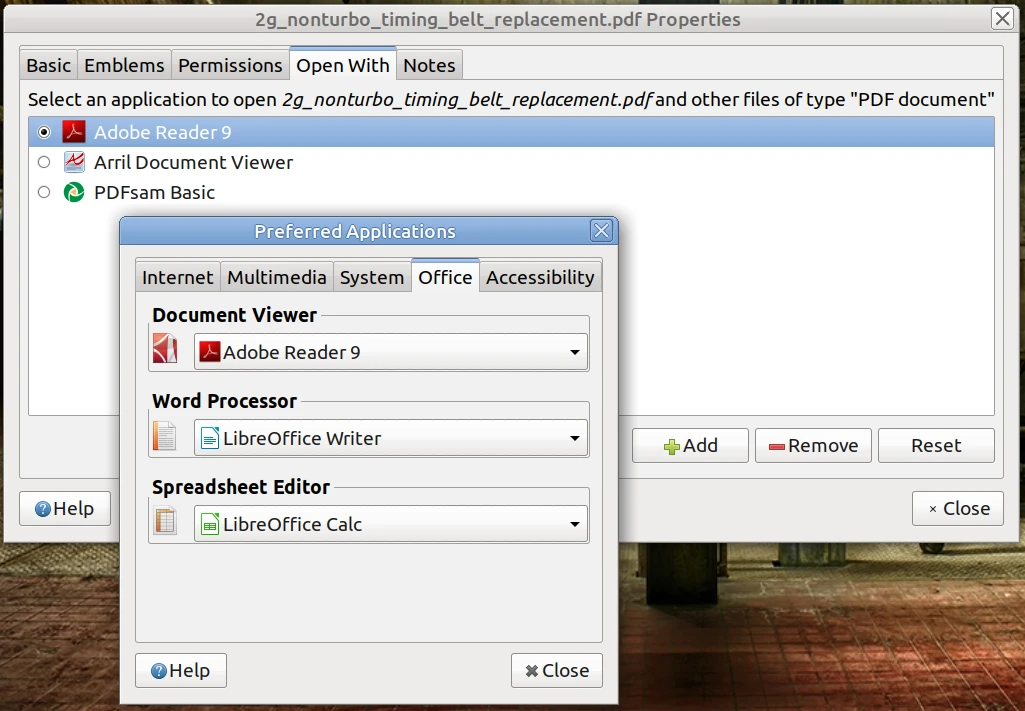 2g_nonturbo_timing_belt_replacement.pdf Properties
Basic Emblems Permissions Open With Notes
Select an application to open 2g_nonturbo_timing_belt_replacement.pdf and other files of type "PDF document"
Adobe Reader 9
Arril Document Viewer
PDFsam Basic
Add Remove Reset
Help Close
Preferred Applications
Internet Multimedia System Office Accessibility
Document Viewer
Adobe Reader 9
Word Processor
LibreOffice Writer
Spreadsheet Editor
LibreOffice Calc
Help Close